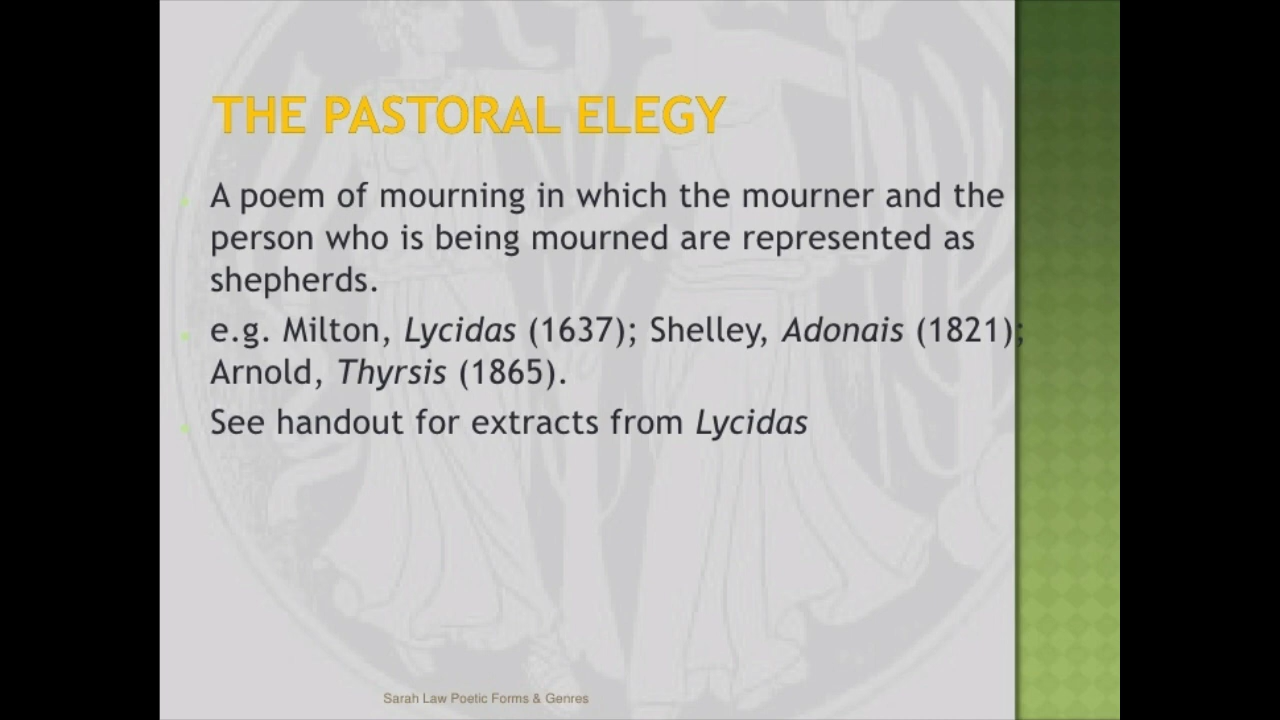 THE PASTORAL ELEGY
A poem of mourning in which the mourner and the
person who is being mourned are represented as
shepherds.
e.g. Milton, Lycidas (1637); Shelley, Adonais (1821);
Arnold, Thyrsis (1865).
See handout for extracts from Lycidas
Sarah Law Poetic Forms & Genres